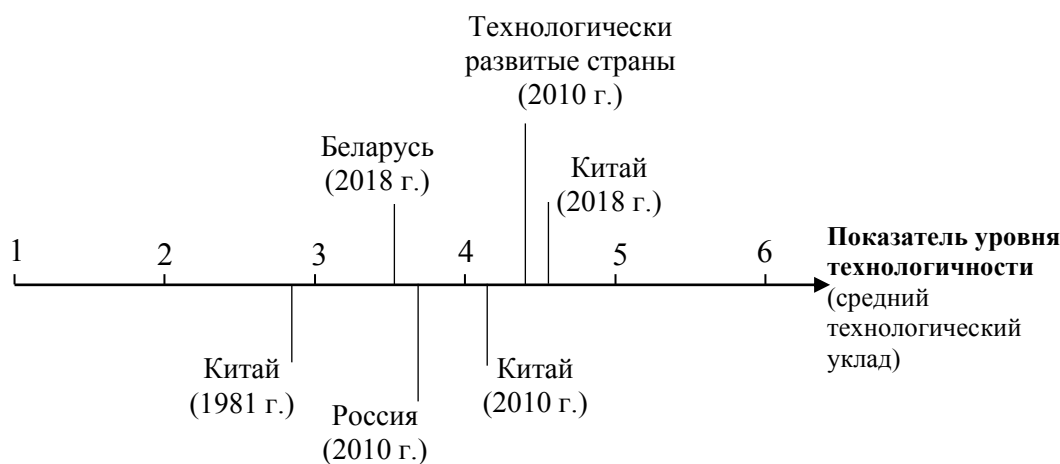 Технологически
развитые страны
(2010 г.)
Беларусь
(2018 г.)
Китай
(2018 г.)
1 2 3 4 5 6
Показатель уровня
технологичности
(средний
технологический
уклад)
Китай
(1981 г.)
Россия
(2010 г.)
Китай
(2010 г.)